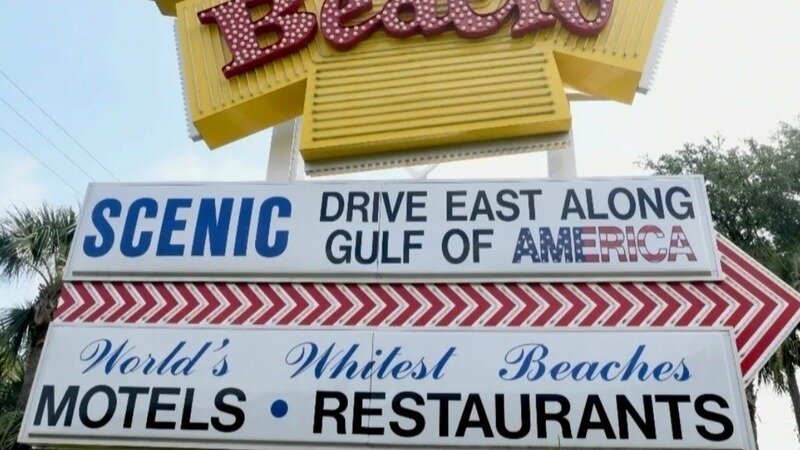 Beach
SCENIC DRIVE EAST ALONG
GULF OF AMERICA
World's Whitest Beaches
MOTELS • RESTAURANTS